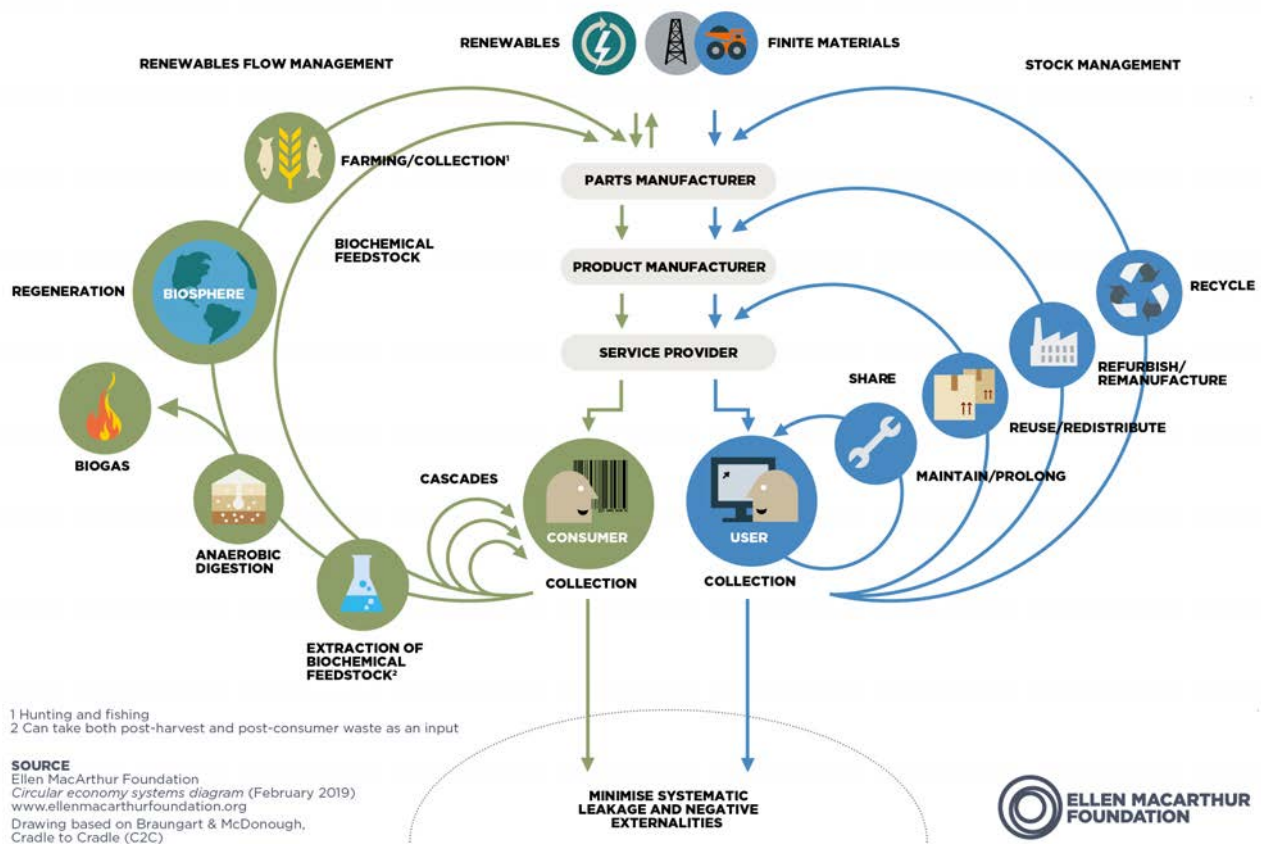 RENEWABLES
FINITE MATERIALS
RENEWABLES FLOW MANAGEMENT
STOCK MANAGEMENT
FARMING/COLLECTION¹
PARTS MANUFACTURER
BIOCHEMICAL
FEEDSTOCK
PRODUCT MANUFACTURER
REGENERATION
BIOSPHERE
RECYCLE
SERVICE PROVIDER
SHARE
REFURBISH/
REMANUFACTURE
REUSE/REDISTRIBUTE
BIOGAS
CASCADES
MAINTAIN/PROLONG
CONSUMER
USER
ANAEROBIC
DIGESTION
COLLECTION
COLLECTION
EXTRACTION OF
BIOCHEMICAL
FEEDSTOCK²
1 Hunting and fishing
2 Can take both post-harvest and post-consumer waste as an input
SOURCE
Ellen MacArthur Foundation
Circular economy systems diagram (February 2019)
www.ellenmacarthurfoundation.org
Drawing based on Braungart & McDonough,
Cradle to Cradle (C2C)
MINIMISE SYSTEMATIC
LEAKAGE AND NEGATIVE
EXTERNALITIES
ELLEN MACARTHUR
FOUNDATION